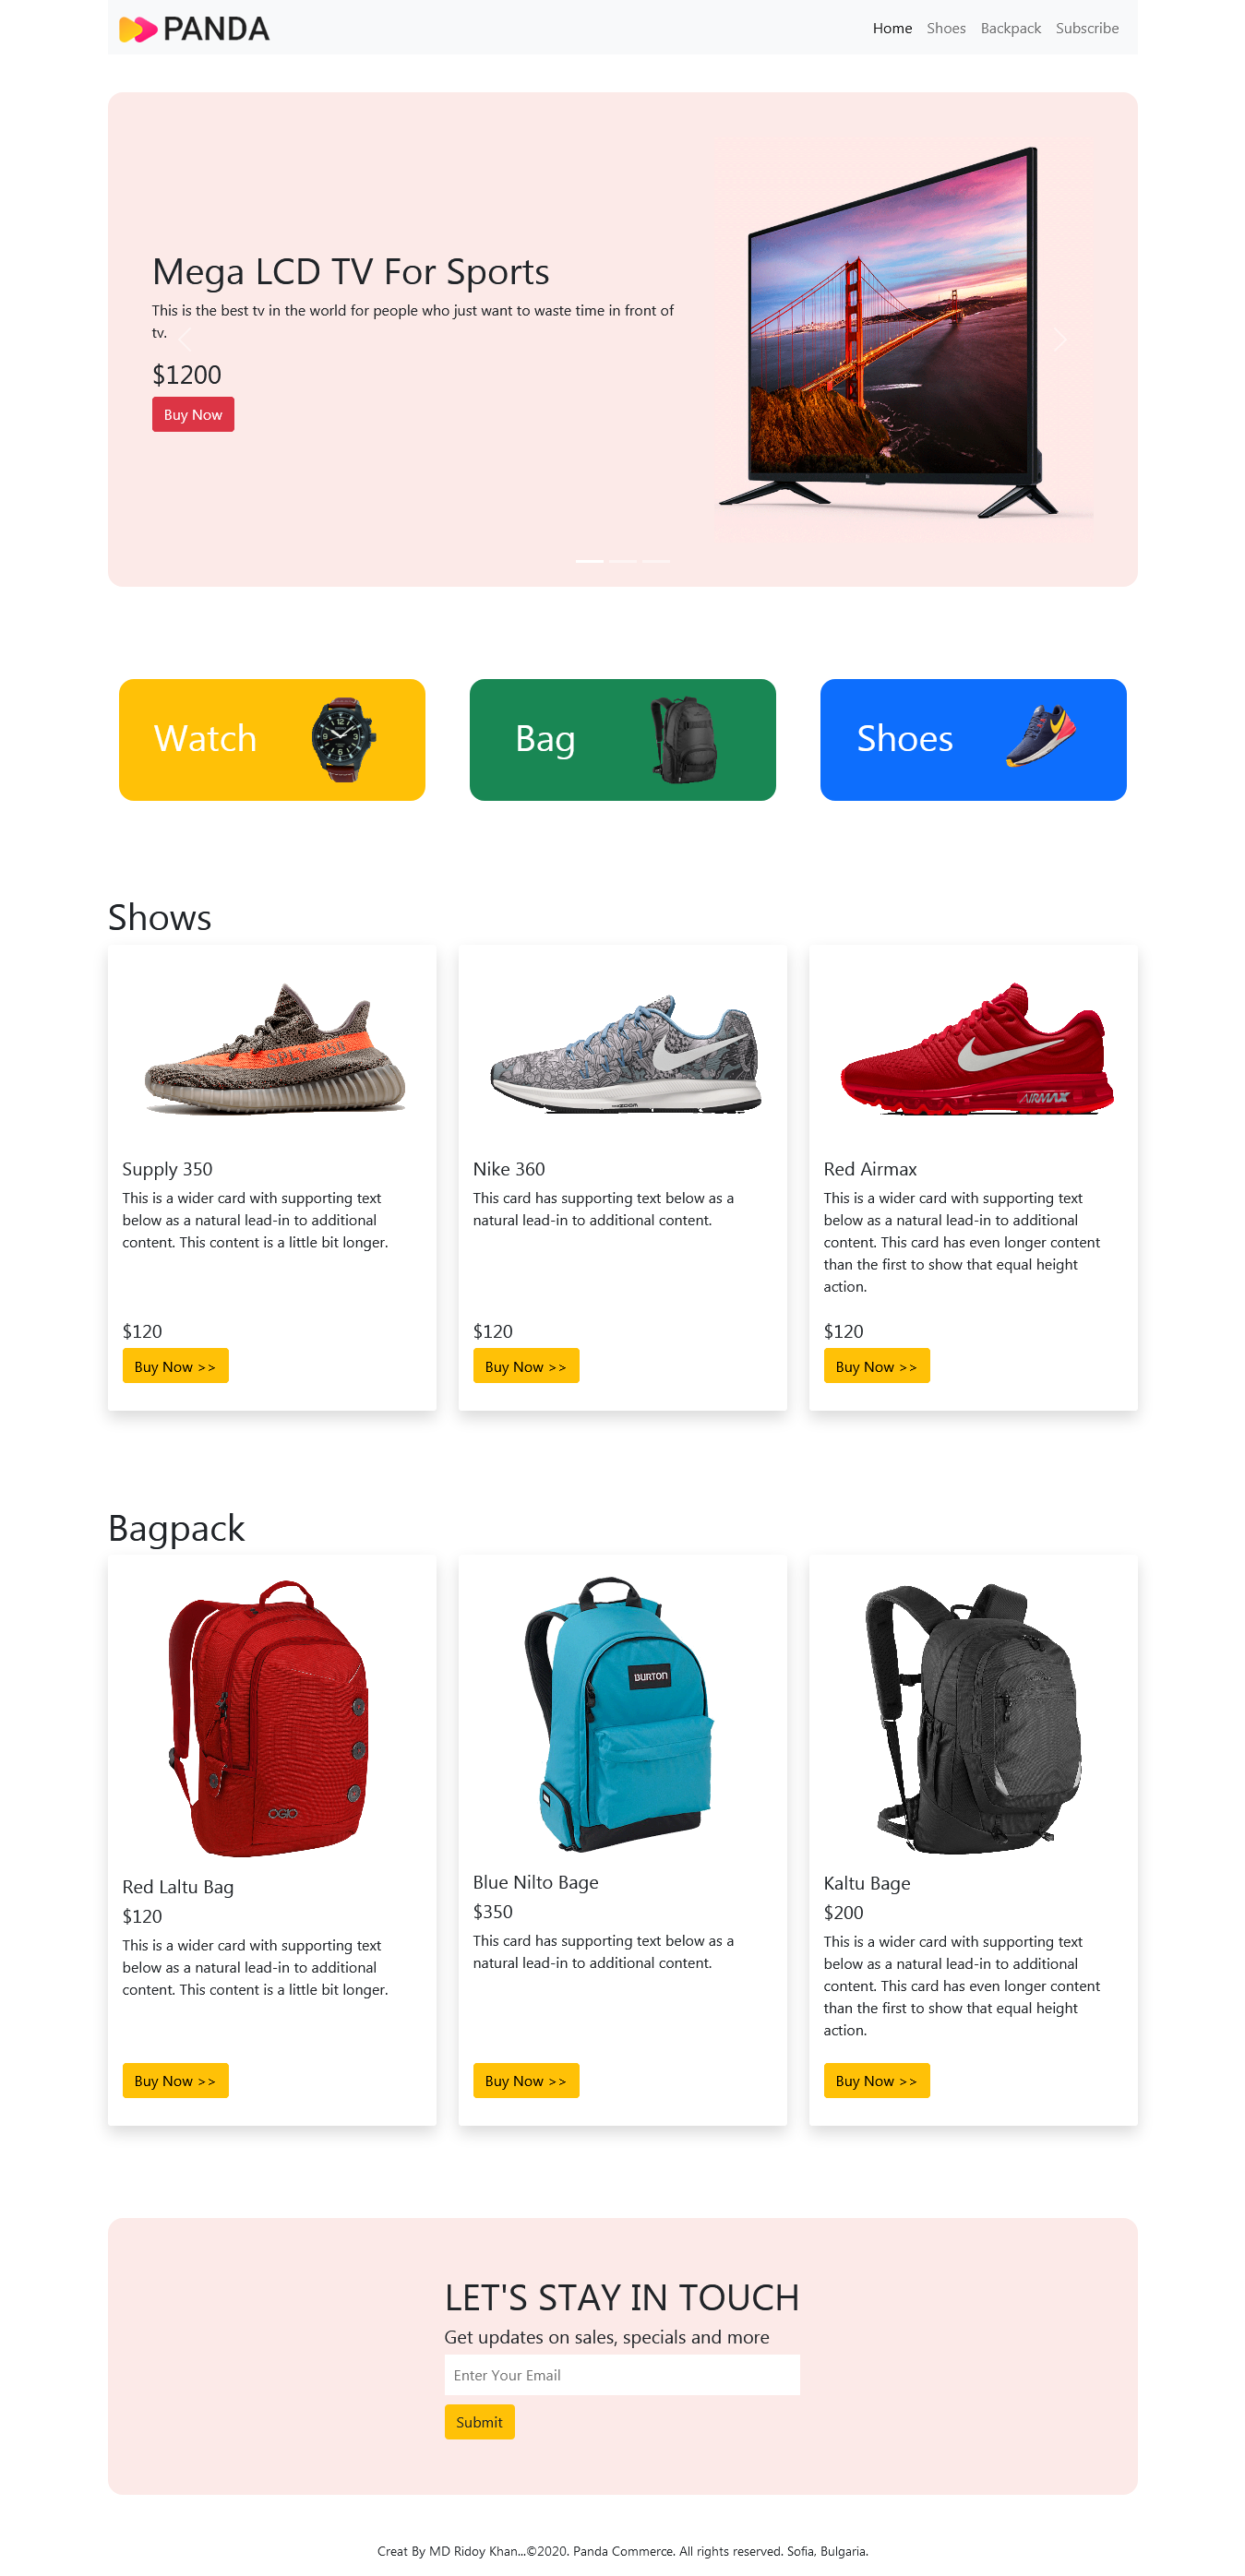 PANDA
Home Shoes Backpack Subscribe
Mega LCD TV For Sports
This is the best tv in the world for people who just want to waste time in front of
tv.
$1200
Buy Now
Watch
Bag
Shoes
Shows
SPLY-350
AIRMAX
Supply 350
This is a wider card with supporting text
below as a natural lead-in to additional
content. This content is a little bit longer.
$120
Buy Now >>
Nike 360
This card has supporting text below as a
natural lead-in to additional content.
$120
Buy Now >>
Red Airmax
This is a wider card with supporting text
below as a natural lead-in to additional
content. This card has even longer content
than the first to show that equal height
action.
$120
Buy Now >>
Bagpack
OGIO
Red Laltu Bag
$120
This is a wider card with supporting text
below as a natural lead-in to additional
content. This content is a little bit longer.
Buy Now >>
BURTON
Blue Nilto Bage
$350
This card has supporting text below as a
natural lead-in to additional content.
Buy Now >>
Kaltu Bage
$200
This is a wider card with supporting text
below as a natural lead-in to additional
content. This card has even longer content
than the first to show that equal height
action.
Buy Now >>
LET'S STAY IN TOUCH
Get updates on sales, specials and more
Enter Your Email
Submit
Creat By MD Ridoy Khan...©2020. Panda Commerce. All rights reserved. Sofia, Bulgaria.